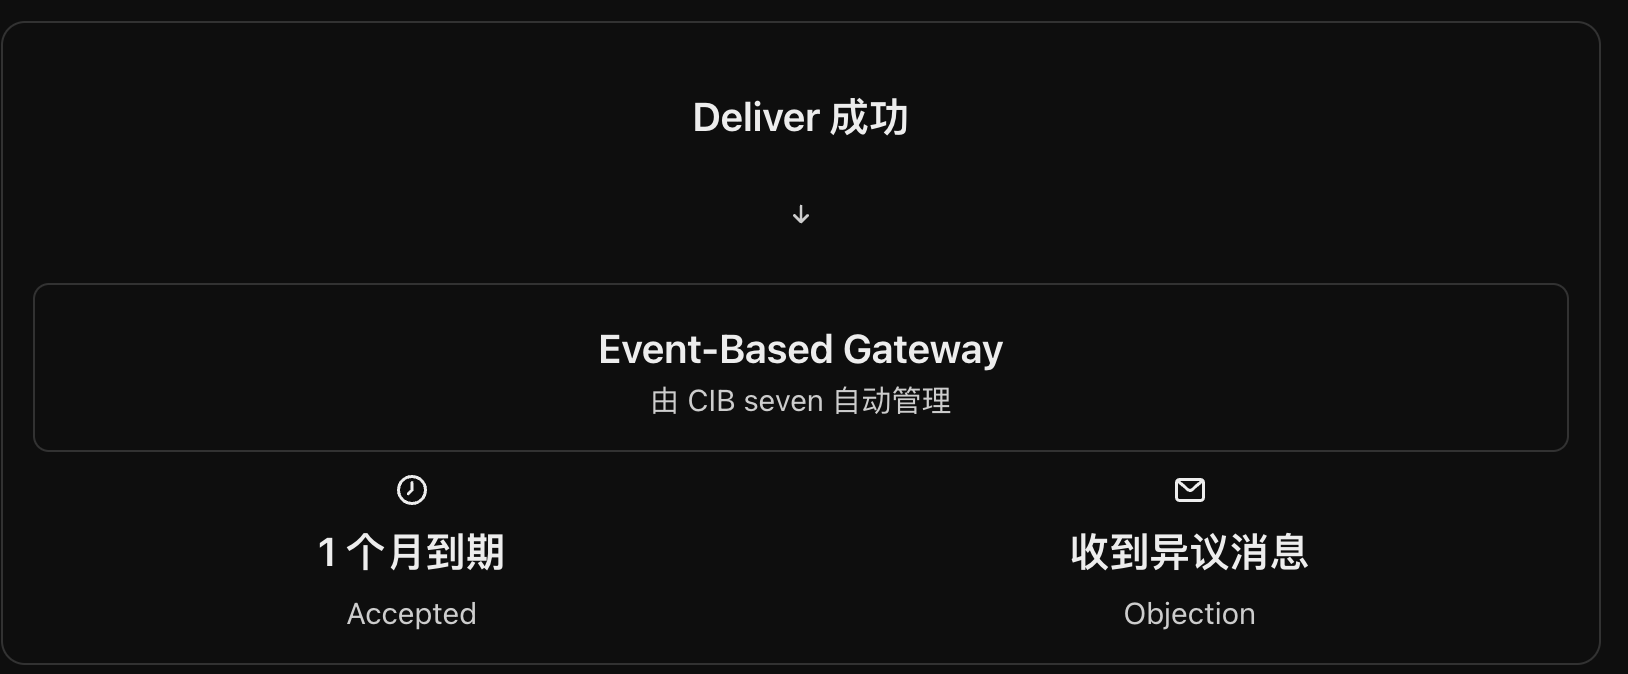 Deliver 成功
↓
Event-Based Gateway
由 CIB seven 自动管理
1 个月到期
收到异议消息
Accepted
Objection